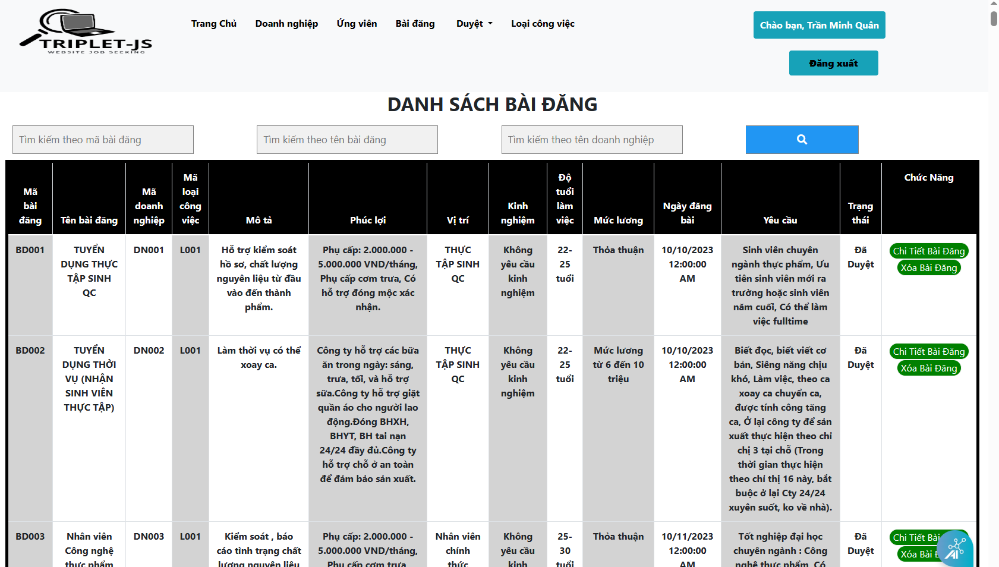 TRIPLET-JS
WEBSITE JOB SEEKING
Trang Chủ
Doanh nghiệp
Ứng viên
Bài đăng
Duyệt
Loại công việc
Chào bạn, Trần Minh Quân
Đăng xuất
DANH SÁCH BÀI ĐĂNG
Tìm kiếm theo mã bài đăng
Tìm kiếm theo tên bài đăng
Tìm kiếm theo tên doanh nghiệp
Mã
bài
đăng
Tên bài đăng
Mã
doanh
nghiệp
Mã
loại
công
việc
Mô tả
Phúc lợi
Vị trí
Kinh
nghiệm
Độ
tuổi
làm
việc
Mức lương
Ngày đăng
bài
Yêu cầu
Trạng
thái
Chức Năng
BD001
TUYỂN
DỤNG THỰC
TẬP SINH
QC
DN001
L001
Hỗ trợ kiểm soát
hồ sơ, chất lượng
nguyên liệu từ đầu
vào đến thành
phẩm.
Phụ cấp: 2.000.000 -
5.000.000 VND/tháng,
Phụ cấp cơm trưa, Có
hỗ trợ đóng mộc xác
nhận.
THỰC
TẬP SINH
QC
Không
yêu cầu
kinh
nghiệm
22-
25
tuổi
Thỏa thuận
10/10/2023
12:00:00
AM
Sinh viên chuyên
ngành thực phẩm, Ưu
tiên sinh viên mới ra
trường hoặc sinh viên
năm cuối, Có thể làm
việc fulltime
Đã
Duyệt
Chi Tiết Bài Đăng
Xóa Bài Đăng
BD002
TUYỂN
DỤNG THỜI
VỤ (NHẬN
SINH VIÊN
THỰC TẬP)
DN002
L001
Làm thời vụ có thể
xoay ca.
Công ty hỗ trợ các bữa
ăn trong ngày: sáng,
trưa, tối, và hỗ trợ
sữa.Công ty hỗ trợ giặt
quần áo cho người lao
động.Đóng BHXH,
BHYT, BH tai nạn
24/24 đầy đủ.Công ty
hỗ trợ chỗ ở an toàn
để đảm bảo sản xuất.
THỰC
TẬP SINH
QC
Không
yêu cầu
kinh
nghiệm
22-
25
tuổi
Mức lương
từ 6 đến 10
triệu
10/10/2023
12:00:00
AM
Biết đọc, biết viết cơ
bản, Siêng năng chịu
khó, Làm việc, theo ca
xoay ca chuyển ca,
được tính công tăng
ca, Ở lại công ty để sản
xuất thực hiện theo chỉ
chị 3 tại chỗ (Trong
thời gian thực hiện
theo chỉ thị 16 này, bắt
buộc ở lại Cty 24/24
xuyên suốt, ko về nhà).
Đã
Duyệt
Chi Tiết Bài Đăng
Xóa Bài Đăng
BD003
Nhân viên
Công nghệ
thực phẩm
DN003
L001
Kiểm soát , báo
cáo tình trạng chất
lượng nguyên liệu
Phụ cấp: 2.000.000 -
5.000.000 VND/tháng,
Phụ cấp cơm trưa
Nhân viên
chính
thức
Không
yêu cầu
kinh
25-
30
tuổi
Thỏa thuận
10/11/2023
12:00:00
AM
Tốt nghiệp đại học
chuyên ngành : Công
nghệ thực phẩm, Có
Đã
Duyệt
Chi Tiết Bài
Xóa Bài
AI